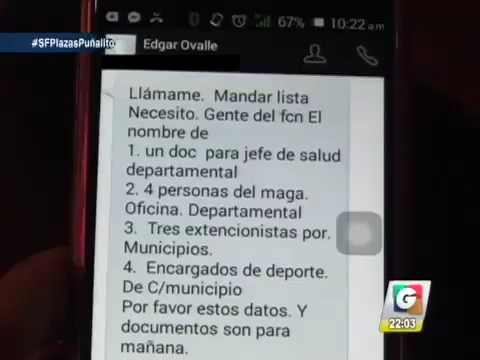 #SFPlazasPuñalito
67% 10:22 a.m
Edgar Ovalle
Llámame. Mandar lista
Necesito. Gente del fcn El
nombre de
1. un doc para jefe de salud
departamental
2. 4 personas del maga.
Oficina. Departamental
3. Tres extencionistas por.
Municipios.
4. Encargados de deporte.
De C/municipio
Por favor estos datos. Y
documentos son para
mañana.
G
22:03